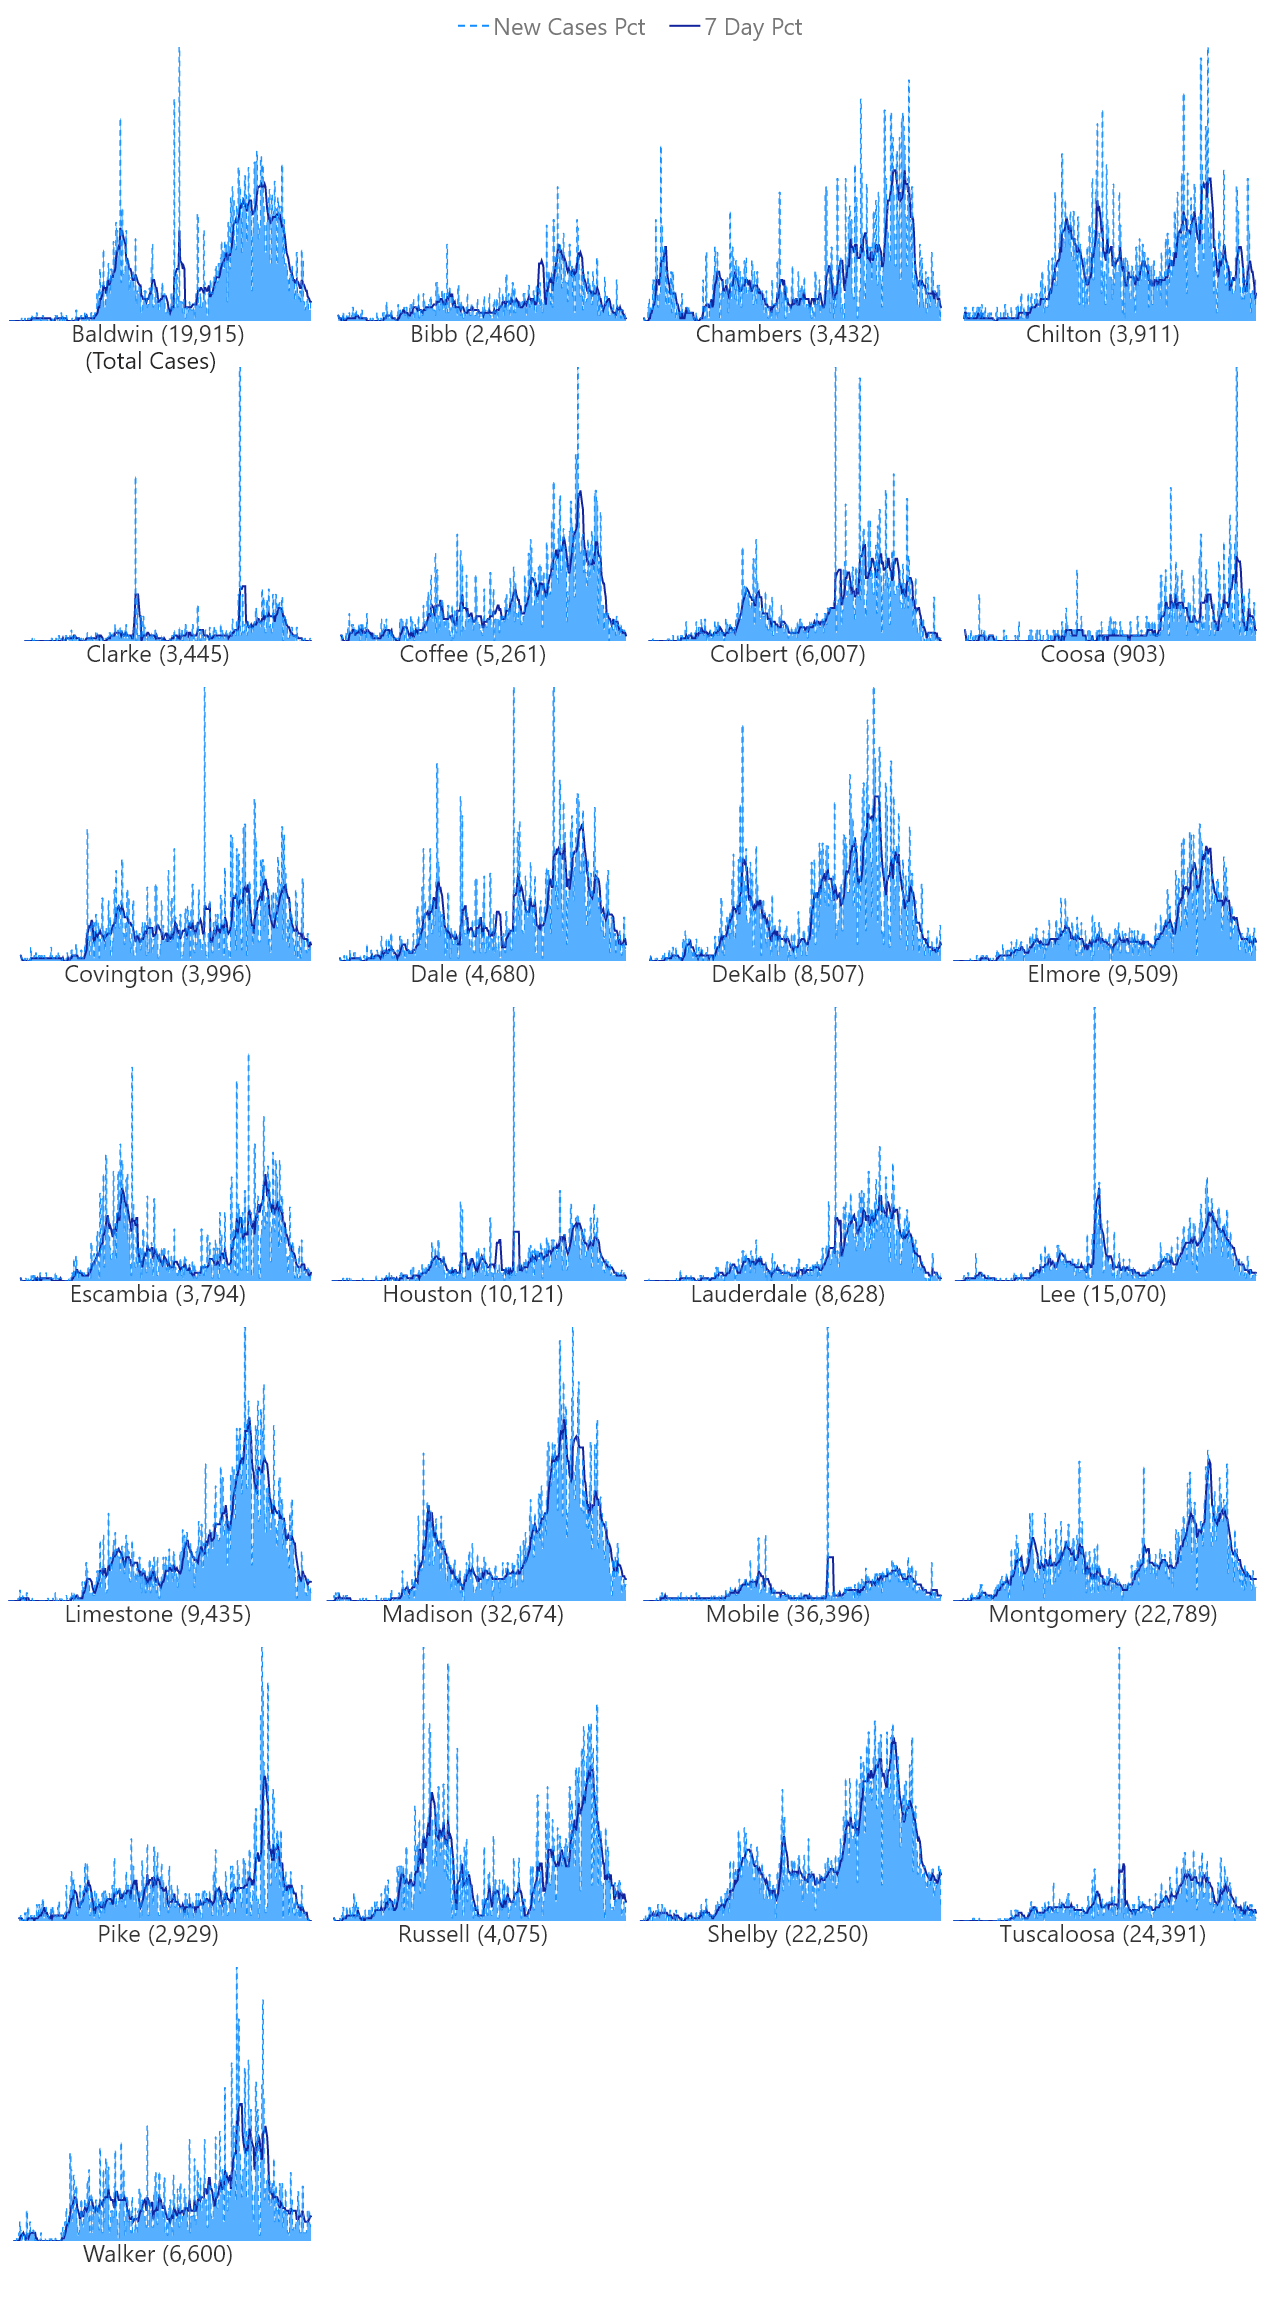 New Cases Pct 7 Day Pct
Baldwin (19,915) Bibb (2,460) Chambers (3,432) Chilton (3,911)
(Total Cases)
Clarke (3,445) Coffee (5,261) Colbert (6,007) Coosa (903)
Covington (3,996) Dale (4,680) DeKalb (8,507) Elmore (9,509)
Escambia (3,794) Houston (10,121) Lauderdale (8,628) Lee (15,070)
Limestone (9,435) Madison (32,674) Mobile (36,396) Montgomery (22,789)
Pike (2,929) Russell (4,075) Shelby (22,250) Tuscaloosa (24,391)
Walker (6,600)